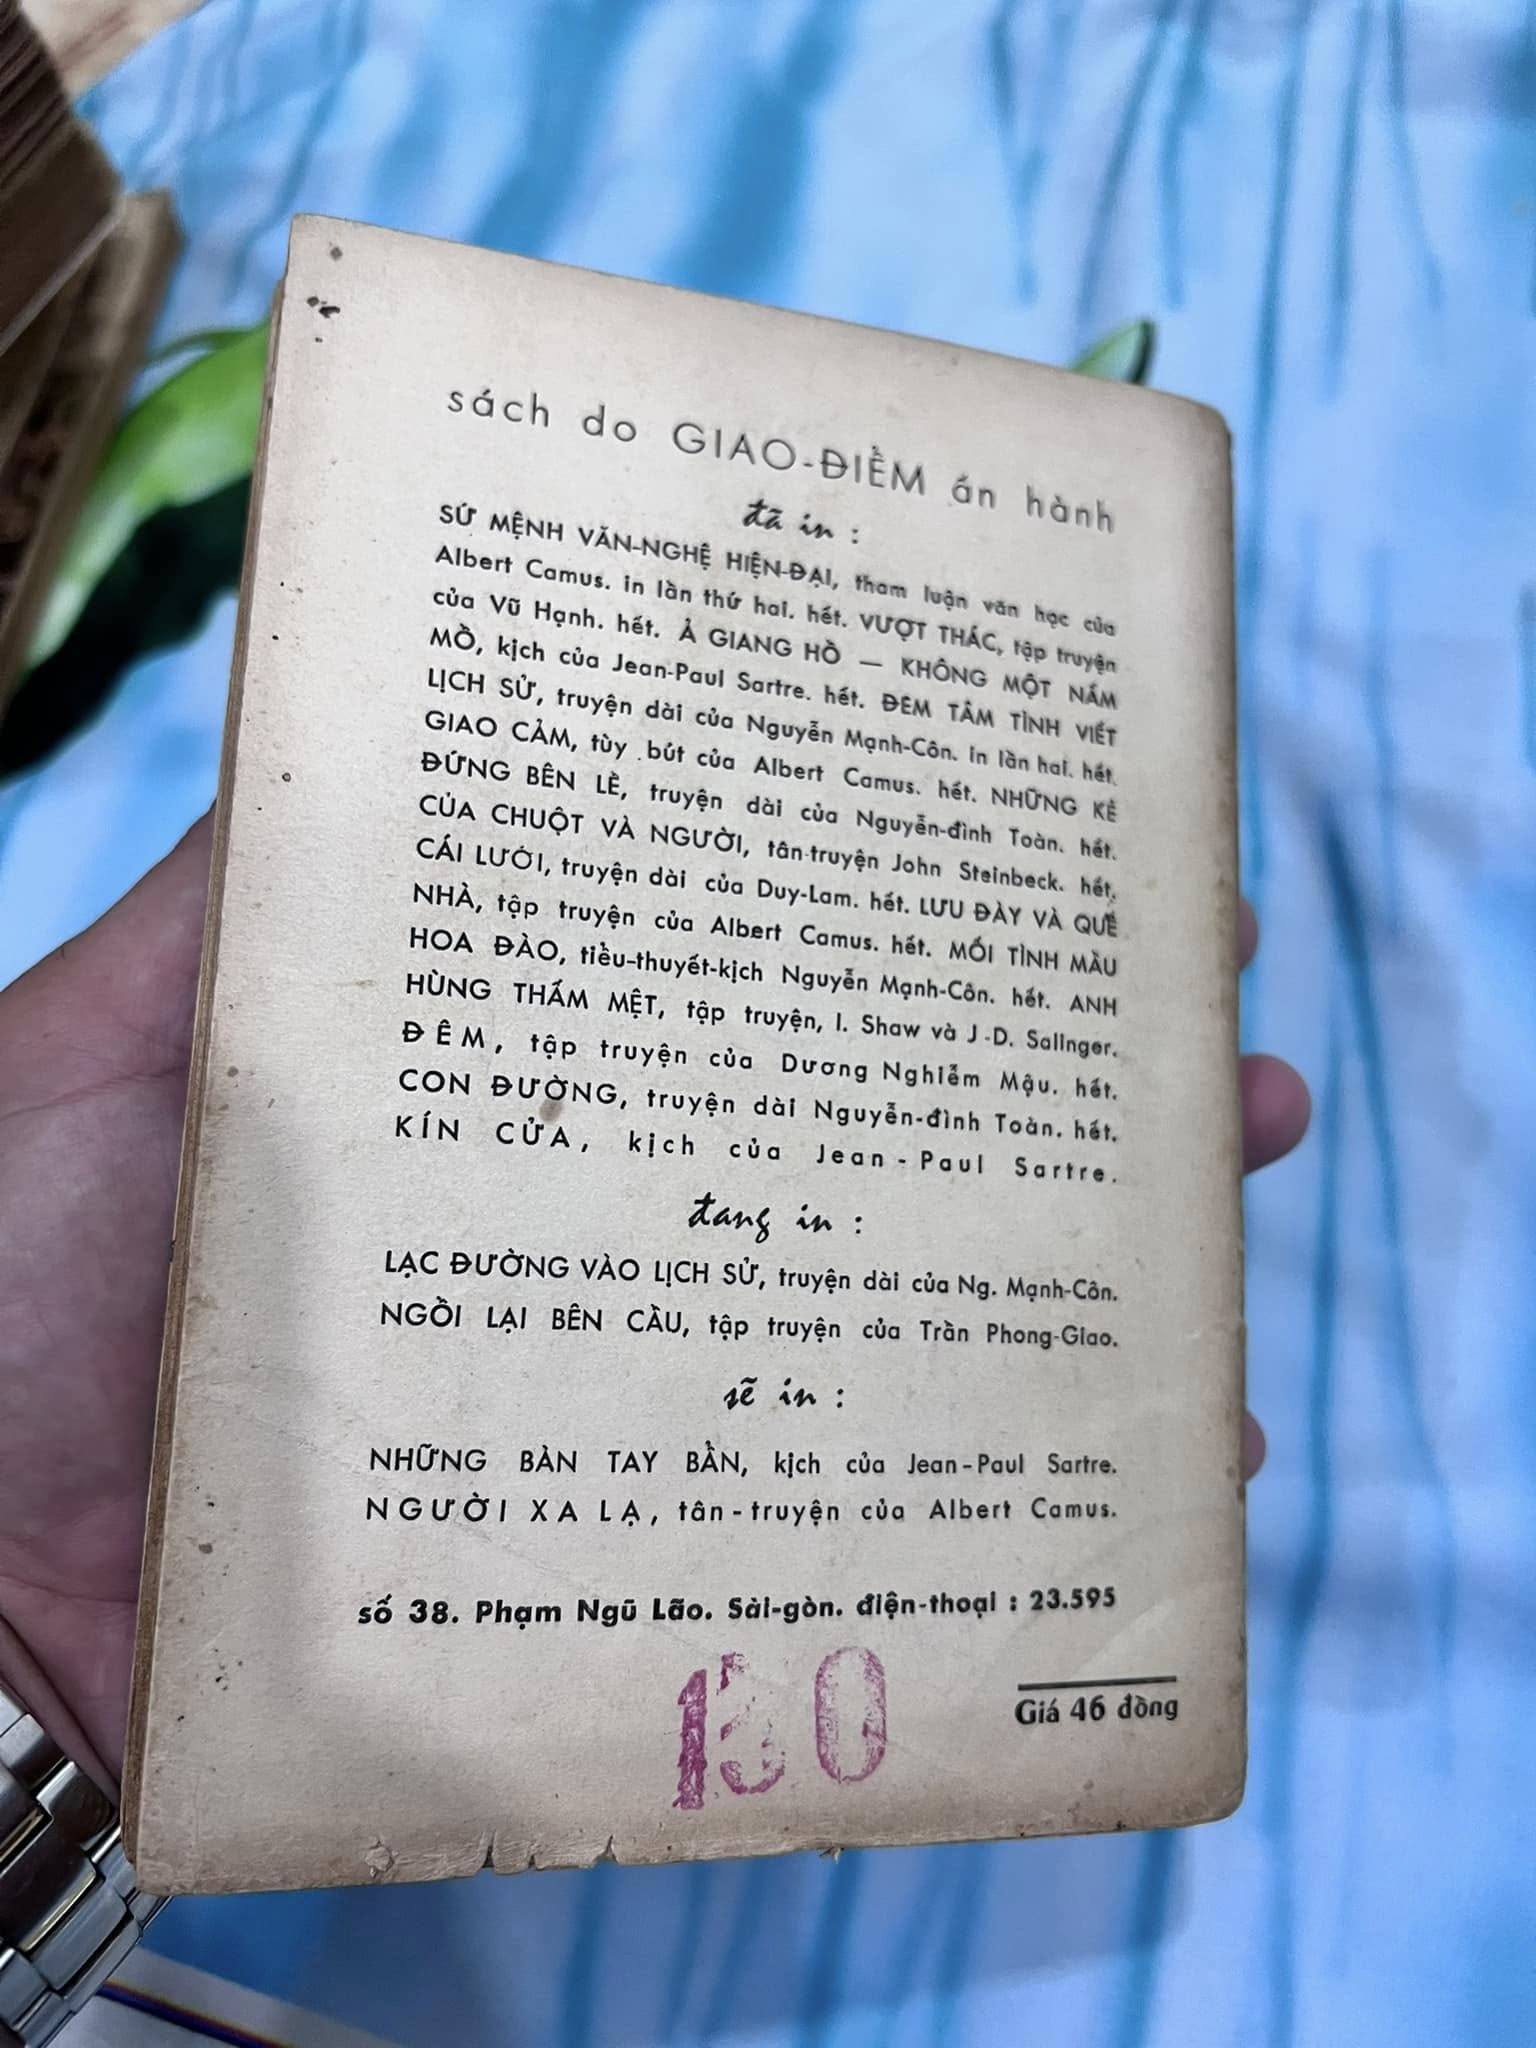 sách do GIAO-ĐIỂM ấn hành
đã in :
SỨ MỆNH VĂN-NGHỆ HIỆN-ĐẠI, tham luận văn học của
Albert Camus. in lần thứ hai. hết. VƯỢT THÁC, tập truyện
của Vũ Hạnh. hết. Ả GIANG HỒ — KHÔNG MỘT NẤM
MỒ, kịch của Jean-Paul Sartre. hết. ĐEM TÂM TÌNH VIẾT
LỊCH SỬ, truyện dài của Nguyễn Mạnh-Côn. in lần hai. hết.
GIAO CẢM, tùy bút của Albert Camus. hết. NHỮNG KẺ
ĐỨNG BÊN LỀ, truyện dài của Nguyễn-đình Toàn. hết.
CỦA CHUỘT VÀ NGƯỜI, tân-truyện John Steinbeck. hết.
CÁI LƯỚI, truyện dài của Duy-Lam. hết. LƯU ĐÀY VÀ QUÊ
NHÀ, tập truyện của Albert Camus. hết. MỐI TÌNH MẦU
HOA ĐÀO, tiểu-thuyết-kịch Nguyễn Mạnh-Côn. hết. ANH
HÙNG THẤM MỆT, tập truyện, I. Shaw và J-D. Salinger.
ĐÊM, tập truyện của Dương Nghiễm Mậu. hết.
CON ĐƯỜNG, truyện dài Nguyễn-đình Toàn. hết.
KÍN CỬA, kịch của Jean-Paul Sartre.
đang in :
LẠC ĐƯỜNG VÀO LỊCH SỬ, truyện dài của Ng. Mạnh-Côn.
NGỒI LẠI BÊN CẦU, tập truyện của Trần Phong-Giao.
sẽ in :
NHỮNG BÀN TAY BẨN, kịch của Jean-Paul Sartre.
NGƯỜI XA LẠ, tân-truyện của Albert Camus.
số 38. Phạm Ngũ Lão. Sài-gòn. điện-thoại : 23.595
130
Giá 46 đồng